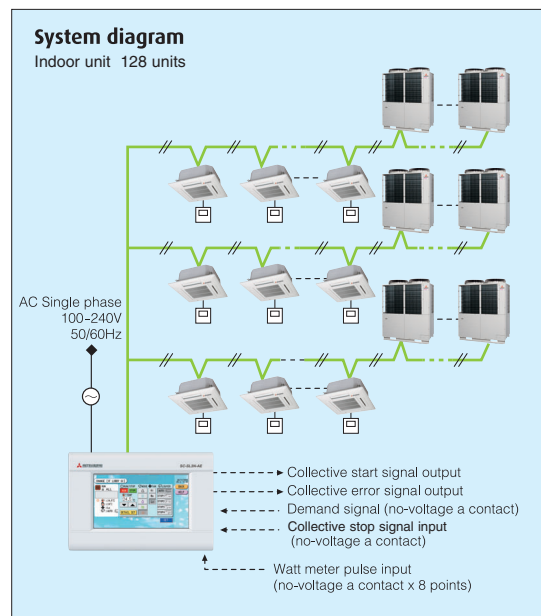 System diagram
Indoor unit 128 units
AC Single phase
100-240V
50/60Hz
Collective start signal output
Collective error signal output
Demand signal (no-voltage a contact)
Collective stop signal input
(no-voltage a contact)
Watt meter pulse input
(no-voltage a contact x 8 points)